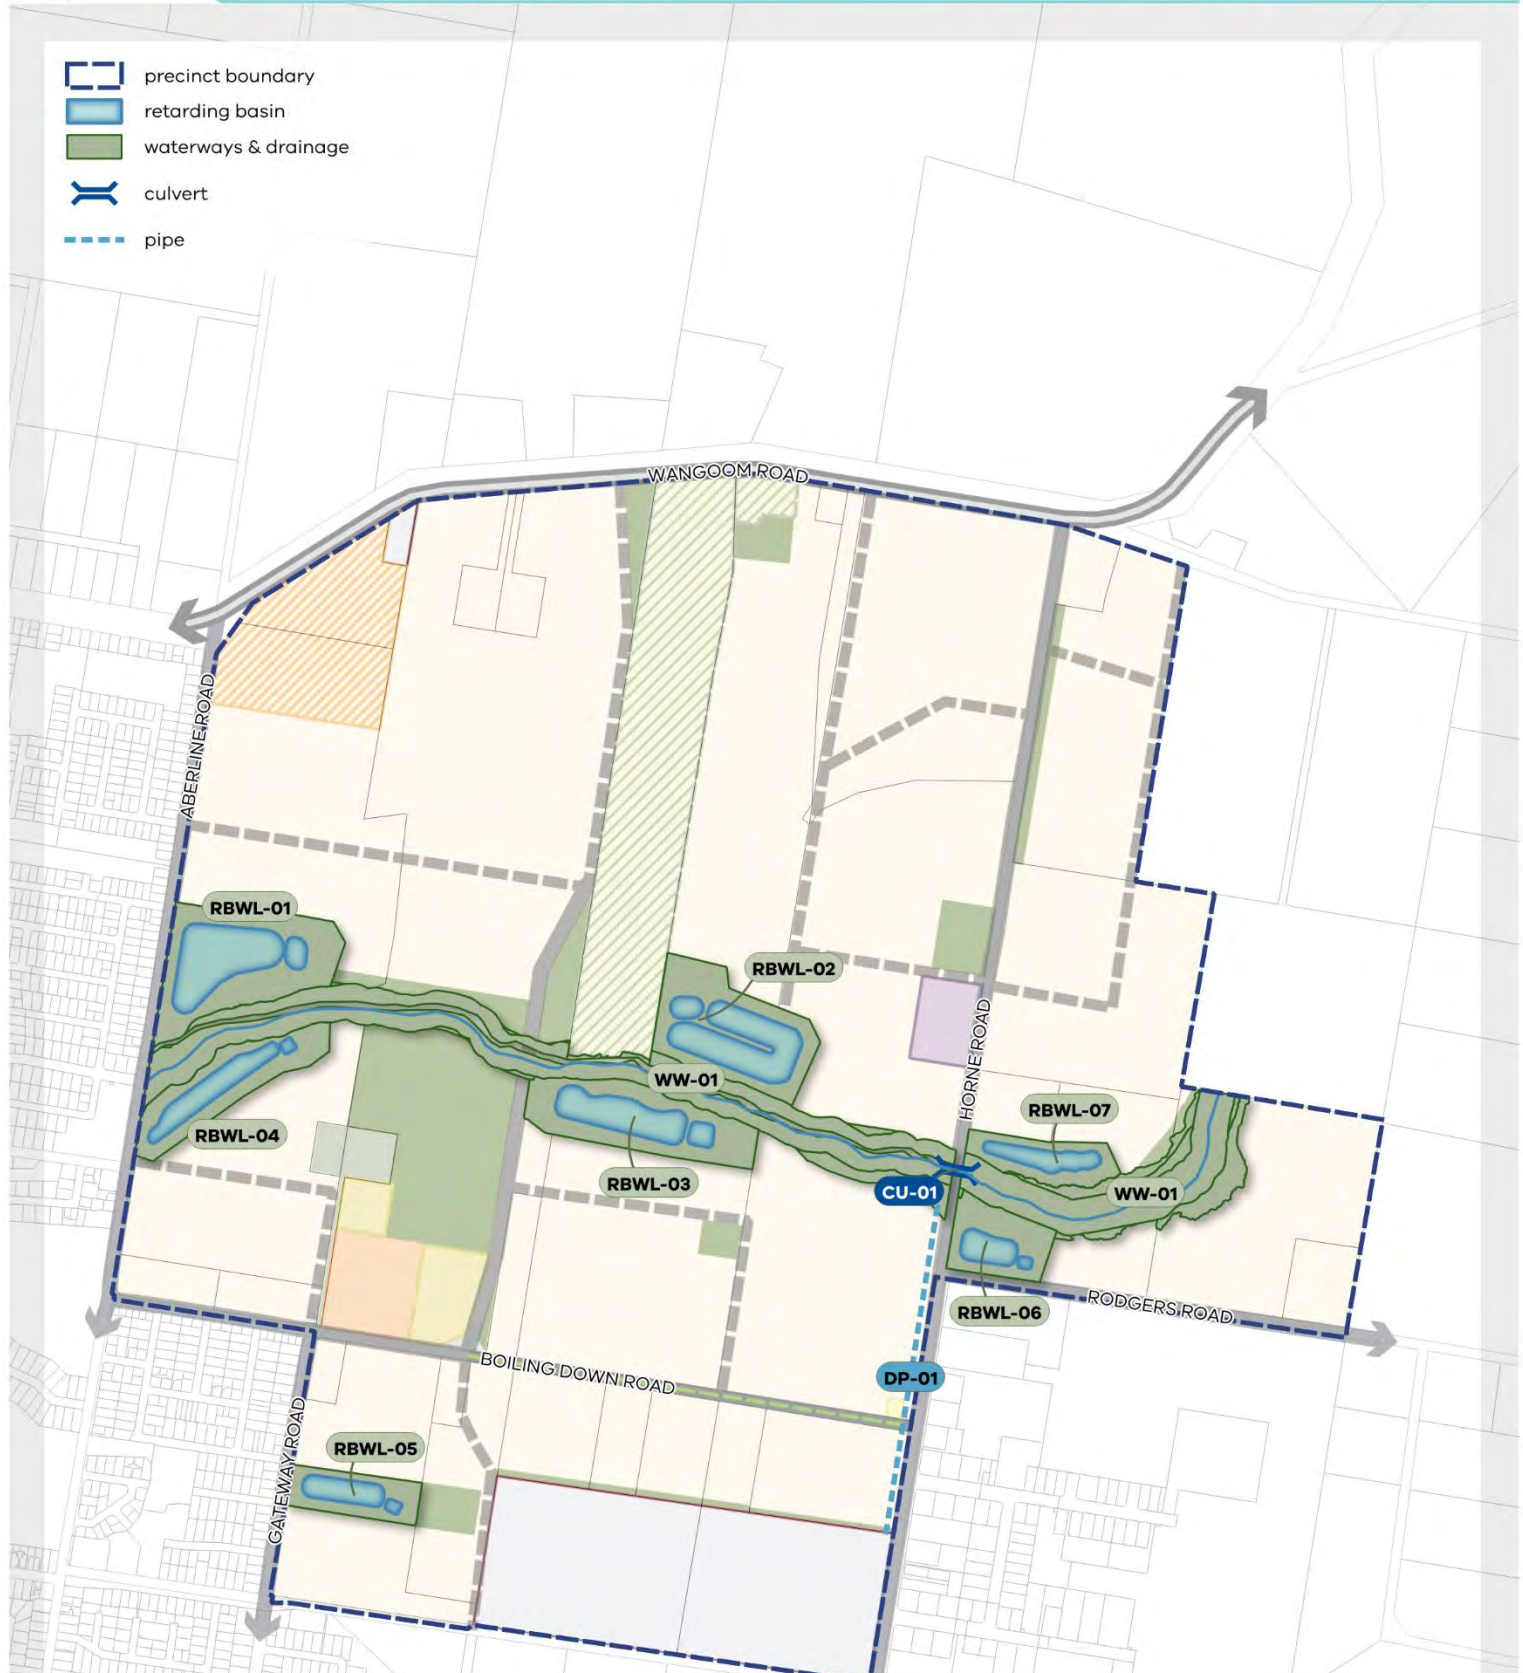 precinct boundary
retarding basin
waterways & drainage
culvert
pipe
WANGOOM ROAD
ABERLINE ROAD
RBWL-01
RBWL-02
HORNE ROAD
WW-01
RBWL-07
RBWL-04
RBWL-03
CU-01
WW-01
RBWL-06
RODGERS ROAD
BOILING DOWN ROAD
DP-01
GATEWAY ROAD
RBWL-05